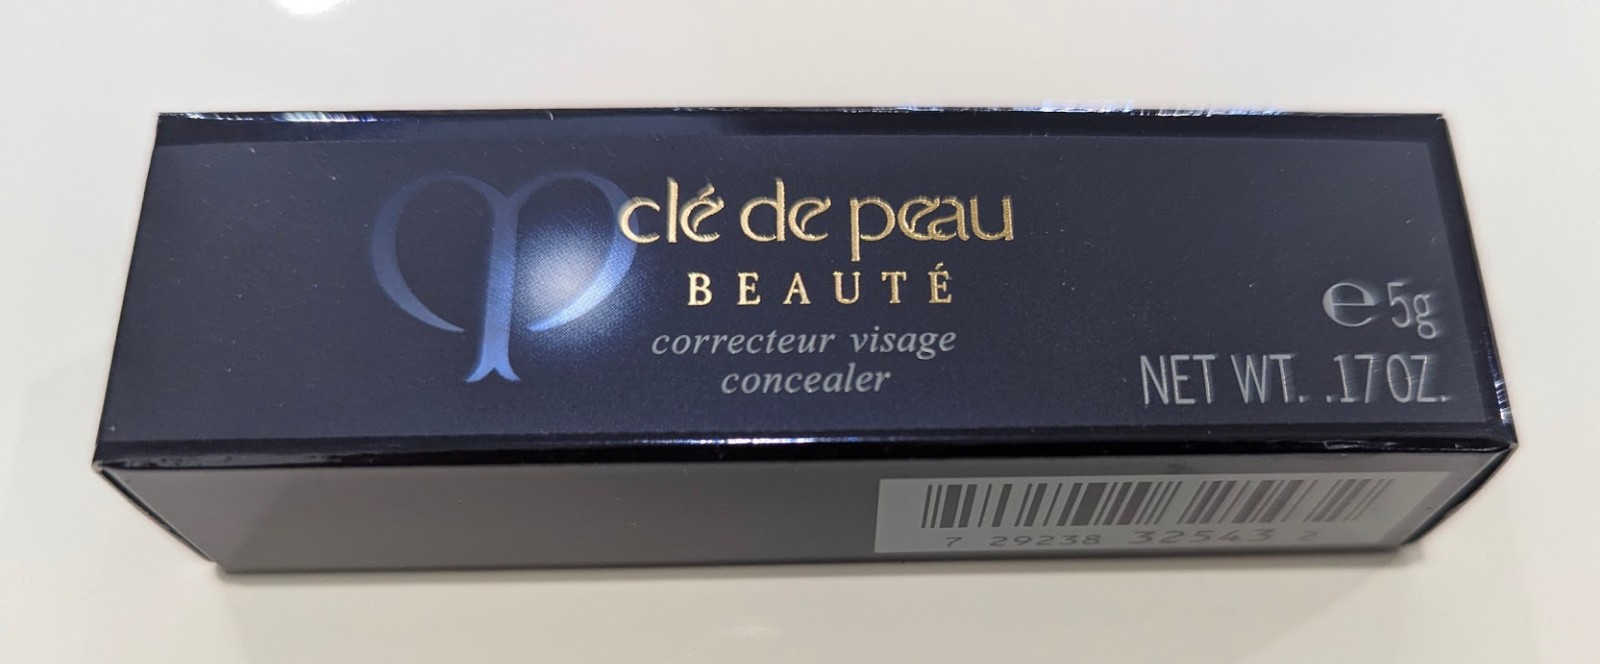 clé de peau
BEAUTÉ
correcteur visage
concealer
℮ 5g
NET WT. .17 OZ.
7 29238 32543 2